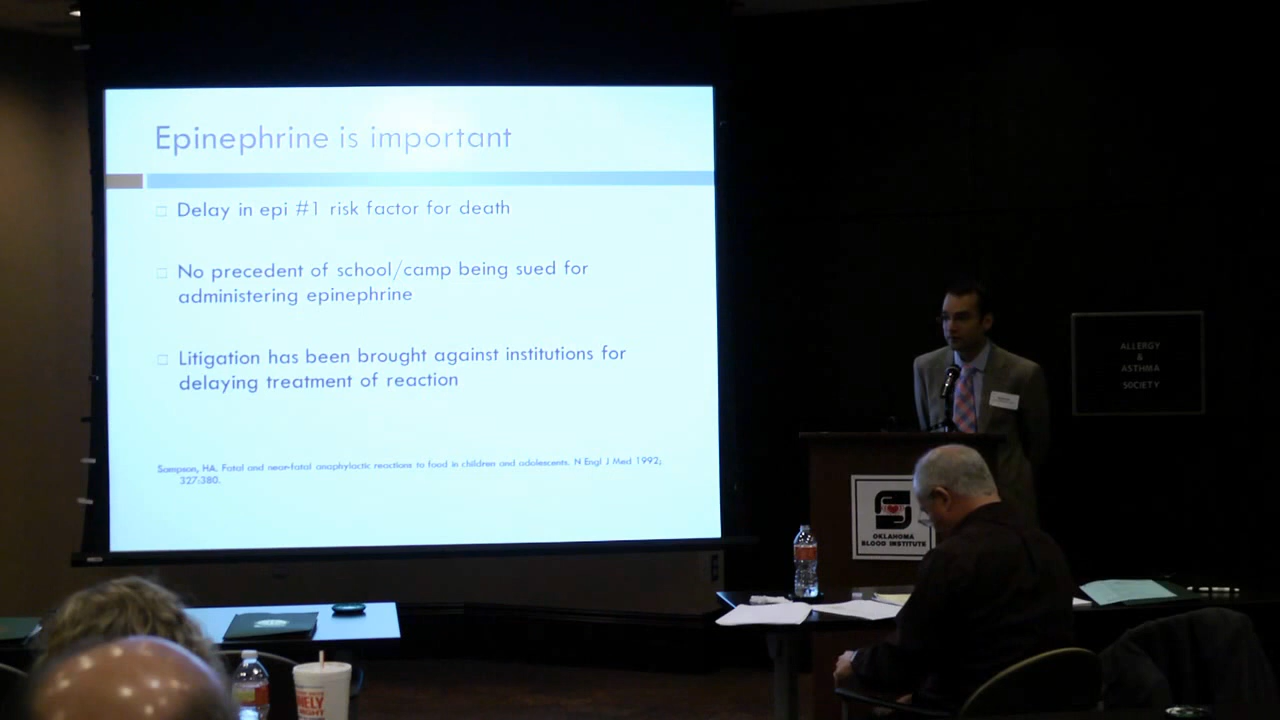 Epinephrine is important
□ Delay in epi #1 risk factor for death
□ No precedent of school/camp being sued for
administering epinephrine
□ Litigation has been brought against institutions for
delaying treatment of reaction
Sampson, HA. Fatal and near-fatal anaphylactic reactions to food in children and adolescents. N Engl J Med 1992;
327:380.
ALLERGY
&
ASTHMA
SOCIETY
OKLAHOMA
BLOOD INSTITUTE